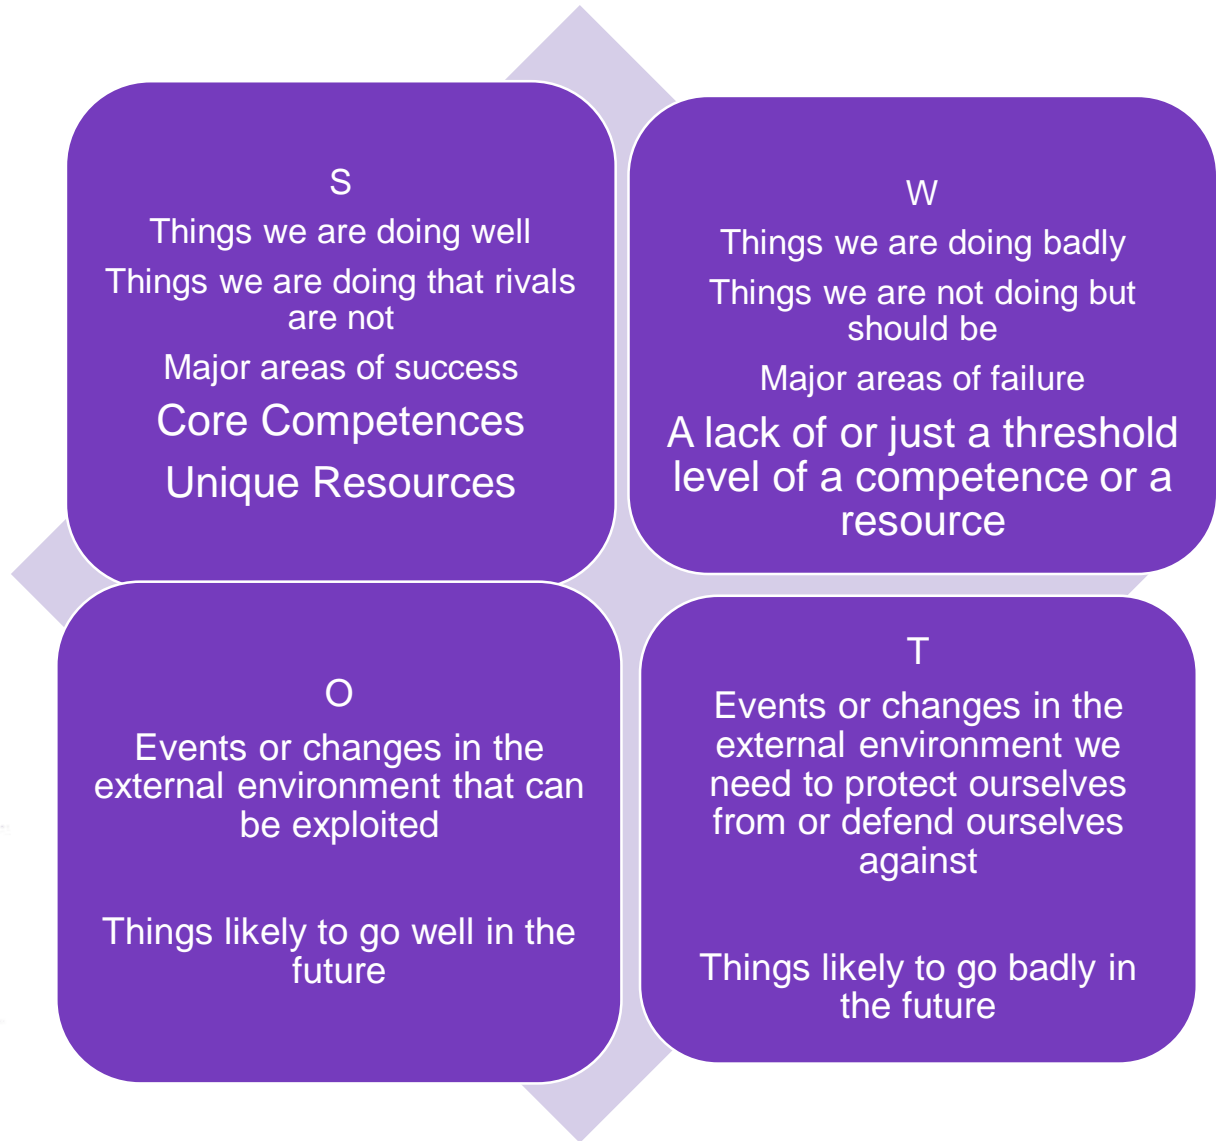 S
Things we are doing well
Things we are doing that rivals
are not
Major areas of success
Core Competences
Unique Resources
W
Things we are doing badly
Things we are not doing but
should be
Major areas of failure
A lack of or just a threshold
level of a competence or a
resource
O
Events or changes in the
external environment that can
be exploited
Things likely to go well in the
future
T
Events or changes in the
external environment we
need to protect ourselves
from or defend ourselves
against
Things likely to go badly in
the future